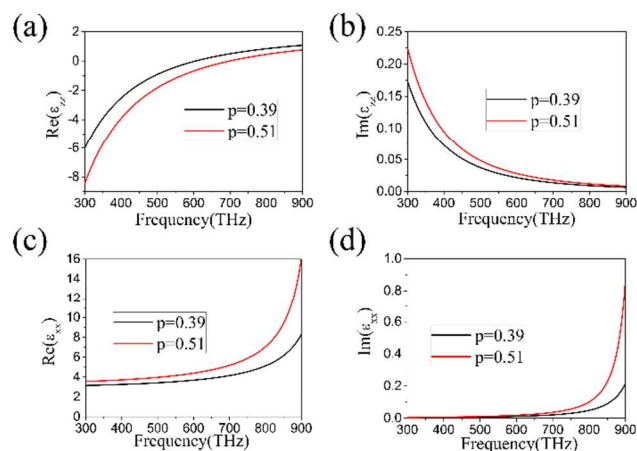 (a)
2
0
-2
-4
-6
-8
Re(ε_zz)
p=0.39
p=0.51
300 400 500 600 700 800 900
Frequency(THz)
(b)
0.25
0.20
0.15
0.10
0.05
0.00
Im(ε_zz)
p=0.39
p=0.51
300 400 500 600 700 800 900
Frequency(THz)
(c)
16
14
12
10
8
6
4
2
0
Re(ε_xx)
p=0.39
p=0.51
300 400 500 600 700 800 900
Frequency(THz)
(d)
1.0
0.8
0.6
0.4
0.2
0.0
Im(ε_xx)
p=0.39
p=0.51
300 400 500 600 700 800 900
Frequency(THz)